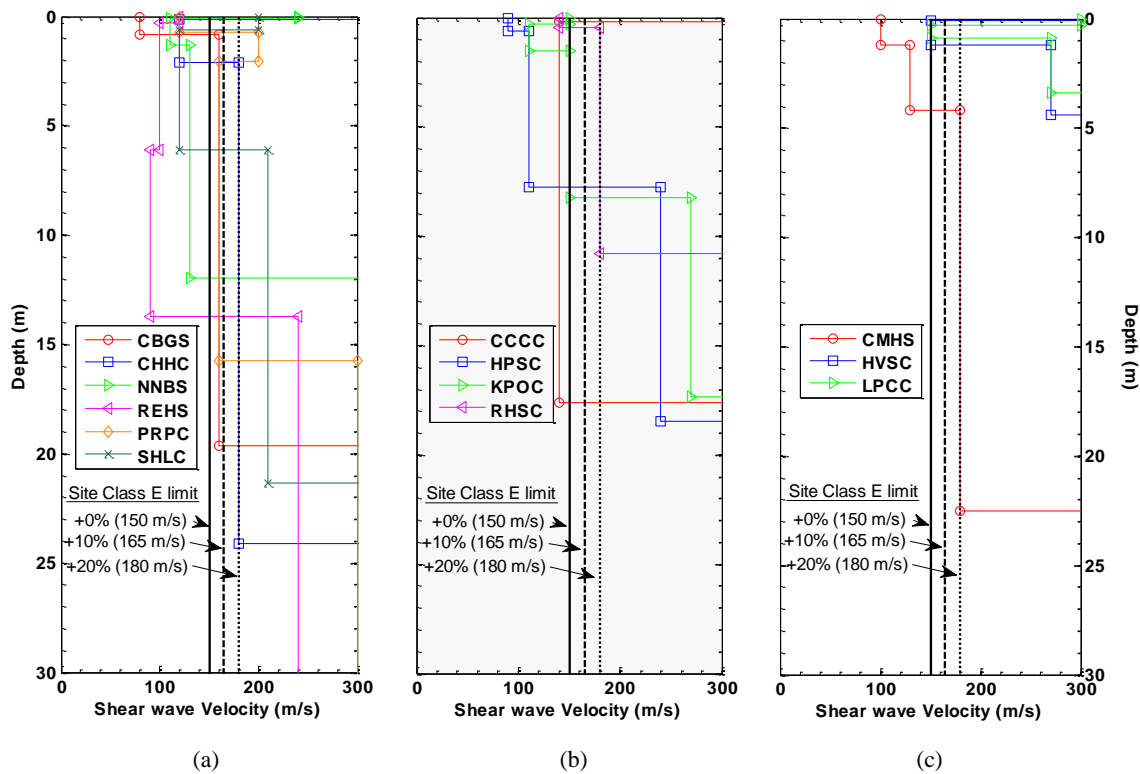 0
5
10
15
20
25
30
Depth (m)
CBGS
CHHC
NNBS
REHS
PRPC
SHLC
Site Class E limit
+0% (150 m/s)
+10% (165 m/s)
+20% (180 m/s)
0 100 200 300
Shear wave Velocity (m/s)
(a)
CCCC
HPSC
KPOC
RHSC
Site Class E limit
+0% (150 m/s)
+10% (165 m/s)
+20% (180 m/s)
0 100 200 300
Shear wave Velocity (m/s)
(b)
CMHS
HVSC
LPCC
Site Class E limit
+0% (150 m/s)
+10% (165 m/s)
+20% (180 m/s)
0 100 200 300
Shear wave Velocity (m/s)
(c)
0
5
10
15
20
25
30
Depth (m)